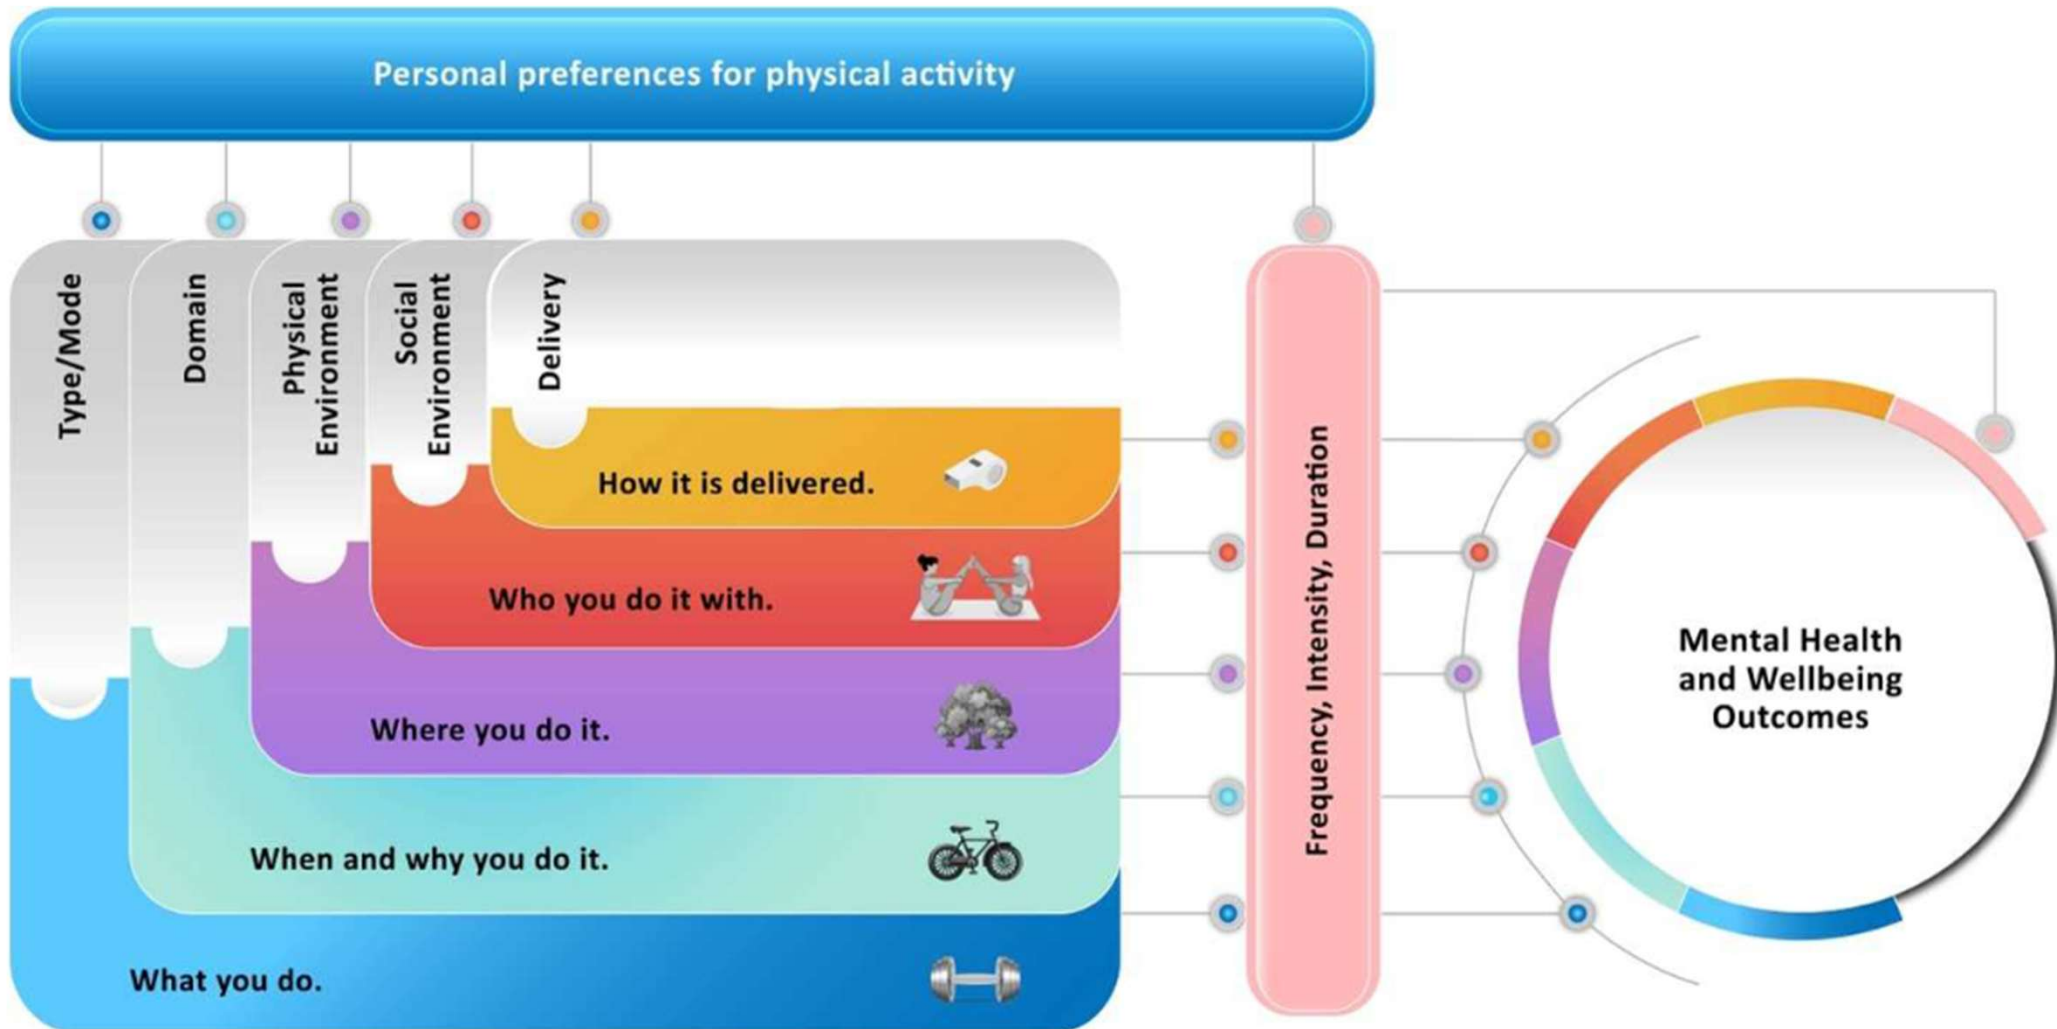 Personal preferences for physical activity
Type/Mode
Domain
Physical
Environment
Social
Environment
Delivery
How it is delivered.
Who you do it with.
Where you do it.
When and why you do it.
What you do.
Frequency, Intensity, Duration
Mental Health
and Wellbeing
Outcomes